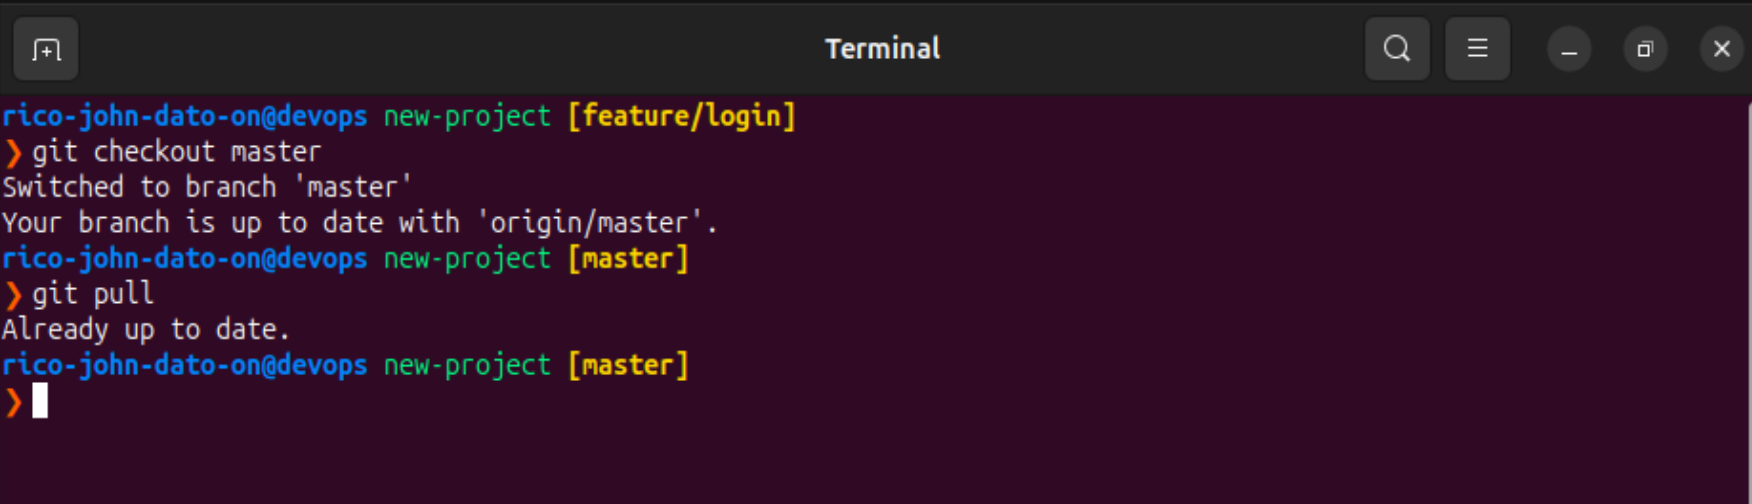 Terminal
rico-john-dato-on@devops new-project [feature/login]
❯ git checkout master
Switched to branch 'master'
Your branch is up to date with 'origin/master'.
rico-john-dato-on@devops new-project [master]
❯ git pull
Already up to date.
rico-john-dato-on@devops new-project [master]
❯